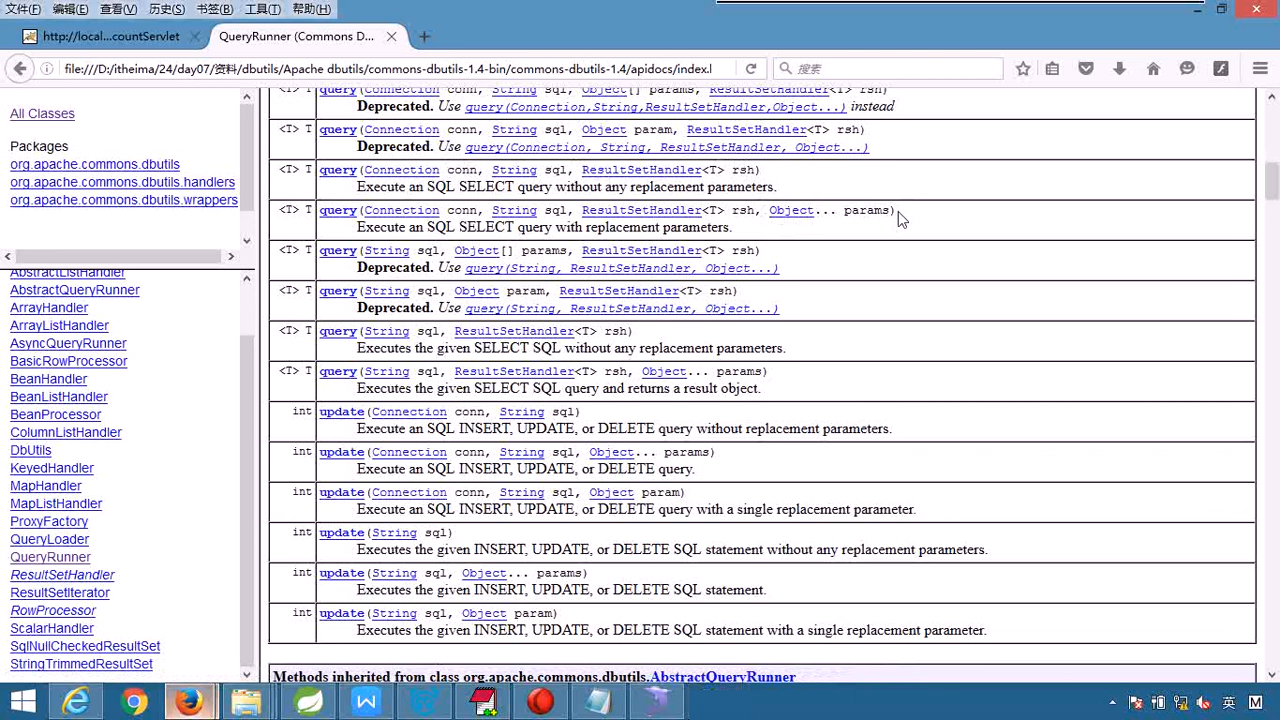 文件(F) 编辑(E) 查看(V) 历史(S) 书签(B) 工具(T) 帮助(H)
http://local...countServlet
QueryRunner (Commons D...
file:///D:/itheima/24/day07/资料/dbutils/Apache dbutils/commons-dbutils-1.4-bin/commons-dbutils-1.4/apidocs/index.l
搜索
All Classes
Packages
org.apache.commons.dbutils
org.apache.commons.dbutils.handlers
org.apache.commons.dbutils.wrappers
AbstractListHandler
AbstractQueryRunner
ArrayHandler
ArrayListHandler
AsyncQueryRunner
BasicRowProcessor
BeanHandler
BeanListHandler
BeanProcessor
ColumnListHandler
DbUtils
KeyedHandler
MapHandler
MapListHandler
ProxyFactory
QueryLoader
QueryRunner
ResultSetHandler
ResultSetIterator
RowProcessor
ScalarHandler
SqlNullCheckedResultSet
StringTrimmedResultSet
<T> T query(Connection conn, String sql, Object[] params, ResultSetHandler<T> rsh)
Deprecated. Use query(Connection,String,ResultSetHandler,Object...) instead
<T> T query(Connection conn, String sql, Object param, ResultSetHandler<T> rsh)
Deprecated. Use query(Connection, String, ResultSetHandler, Object...)
<T> T query(Connection conn, String sql, ResultSetHandler<T> rsh)
Execute an SQL SELECT query without any replacement parameters.
<T> T query(Connection conn, String sql, ResultSetHandler<T> rsh, Object... params)
Execute an SQL SELECT query with replacement parameters.
<T> T query(String sql, Object[] params, ResultSetHandler<T> rsh)
Deprecated. Use query(String, ResultSetHandler, Object...)
<T> T query(String sql, Object param, ResultSetHandler<T> rsh)
Deprecated. Use query(String, ResultSetHandler, Object...)
<T> T query(String sql, ResultSetHandler<T> rsh)
Executes the given SELECT SQL without any replacement parameters.
<T> T query(String sql, ResultSetHandler<T> rsh, Object... params)
Executes the given SELECT SQL query and returns a result object.
int update(Connection conn, String sql)
Execute an SQL INSERT, UPDATE, or DELETE query without replacement parameters.
int update(Connection conn, String sql, Object... params)
Execute an SQL INSERT, UPDATE, or DELETE query.
int update(Connection conn, String sql, Object param)
Execute an SQL INSERT, UPDATE, or DELETE query with a single replacement parameter.
int update(String sql)
Executes the given INSERT, UPDATE, or DELETE SQL statement without any replacement parameters.
int update(String sql, Object... params)
Executes the given INSERT, UPDATE, or DELETE SQL statement.
int update(String sql, Object param)
Executes the given INSERT, UPDATE, or DELETE SQL statement with a single replacement parameter.
Methods inherited from class org.apache.commons.dbutils.AbstractQueryRunner
英 M